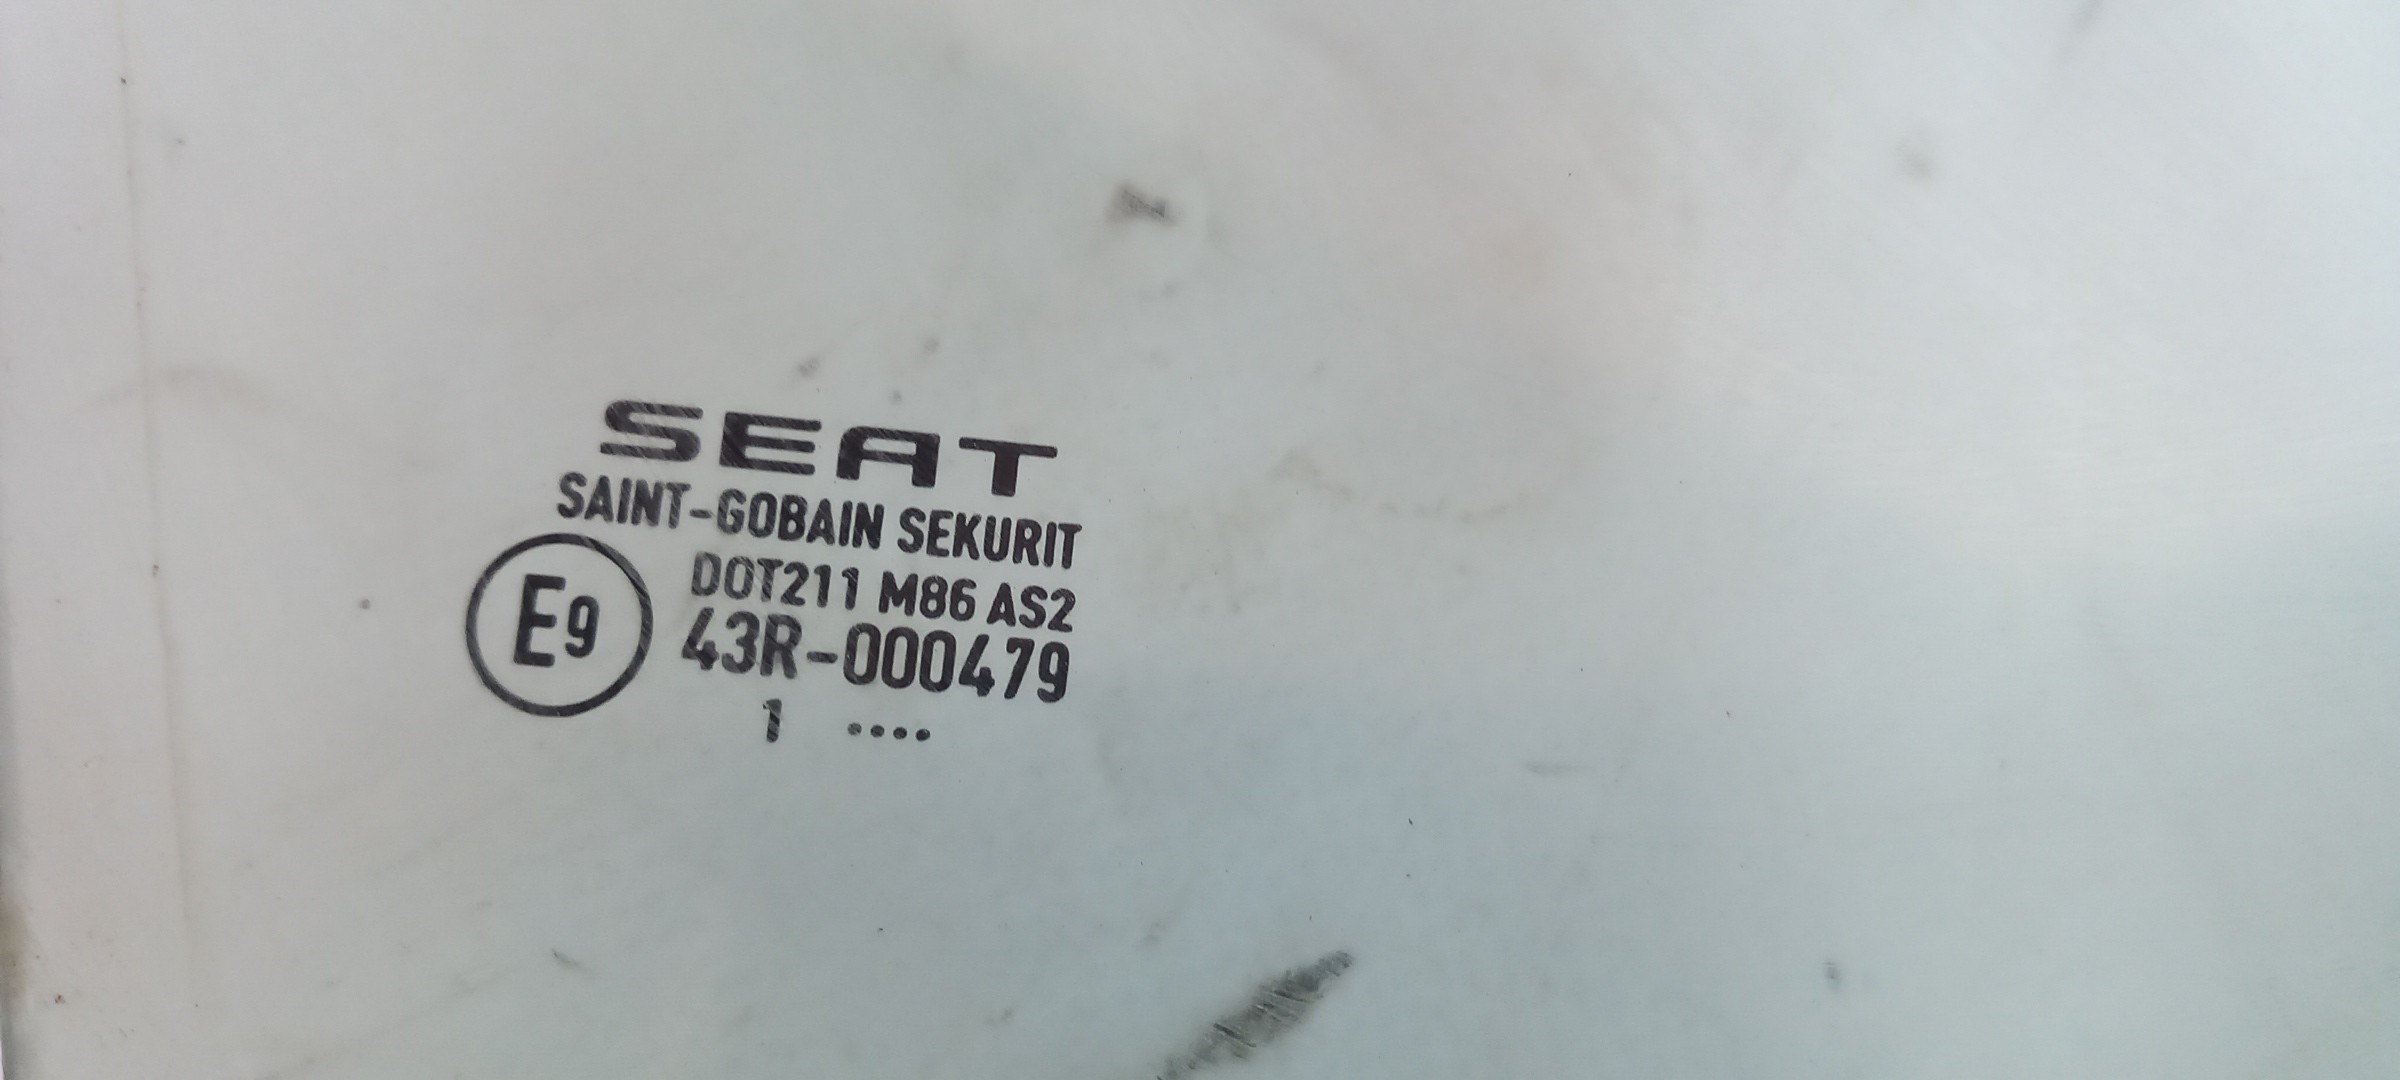 SEAT
SAINT-GOBAIN SEKURIT
DOT211 M86 AS2
E9 43R-000479
1 ....